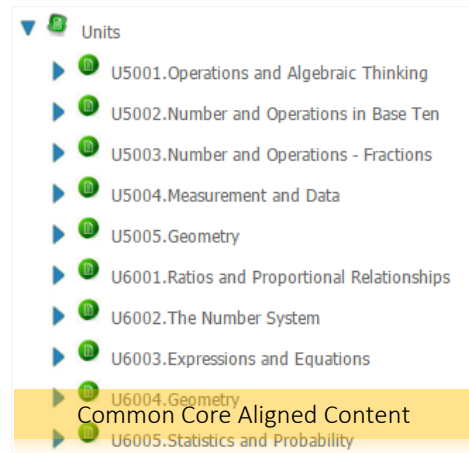 Units
U5001.Operations and Algebraic Thinking
U5002.Number and Operations in Base Ten
U5003.Number and Operations - Fractions
U5004.Measurement and Data
U5005.Geometry
U6001.Ratios and Proportional Relationships
U6002.The Number System
U6003.Expressions and Equations
U6004.Geometry
Common Core Aligned Content
U6005.Statistics and Probability